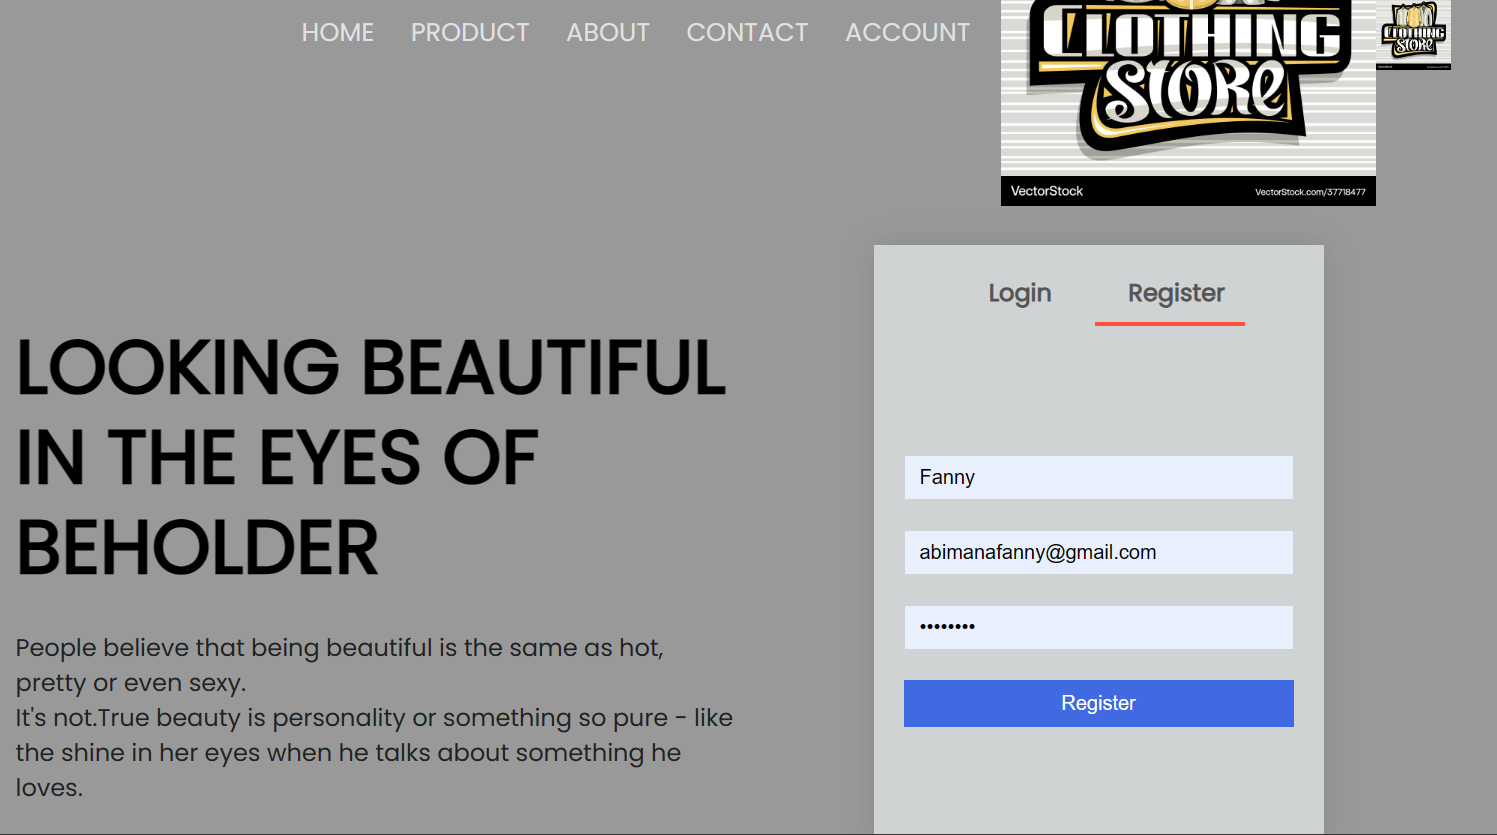 HOME PRODUCT ABOUT CONTACT ACCOUNT
CLOTHING
STORE
VectorStock VectorStock.com/37718477
CLOTHING
STORE
Login Register
LOOKING BEAUTIFUL
IN THE EYES OF
BEHOLDER
People believe that being beautiful is the same as hot,
pretty or even sexy.
It's not.True beauty is personality or something so pure - like
the shine in her eyes when he talks about something he
loves.
Fanny
abimanafanny@gmail.com
••••••••
Register